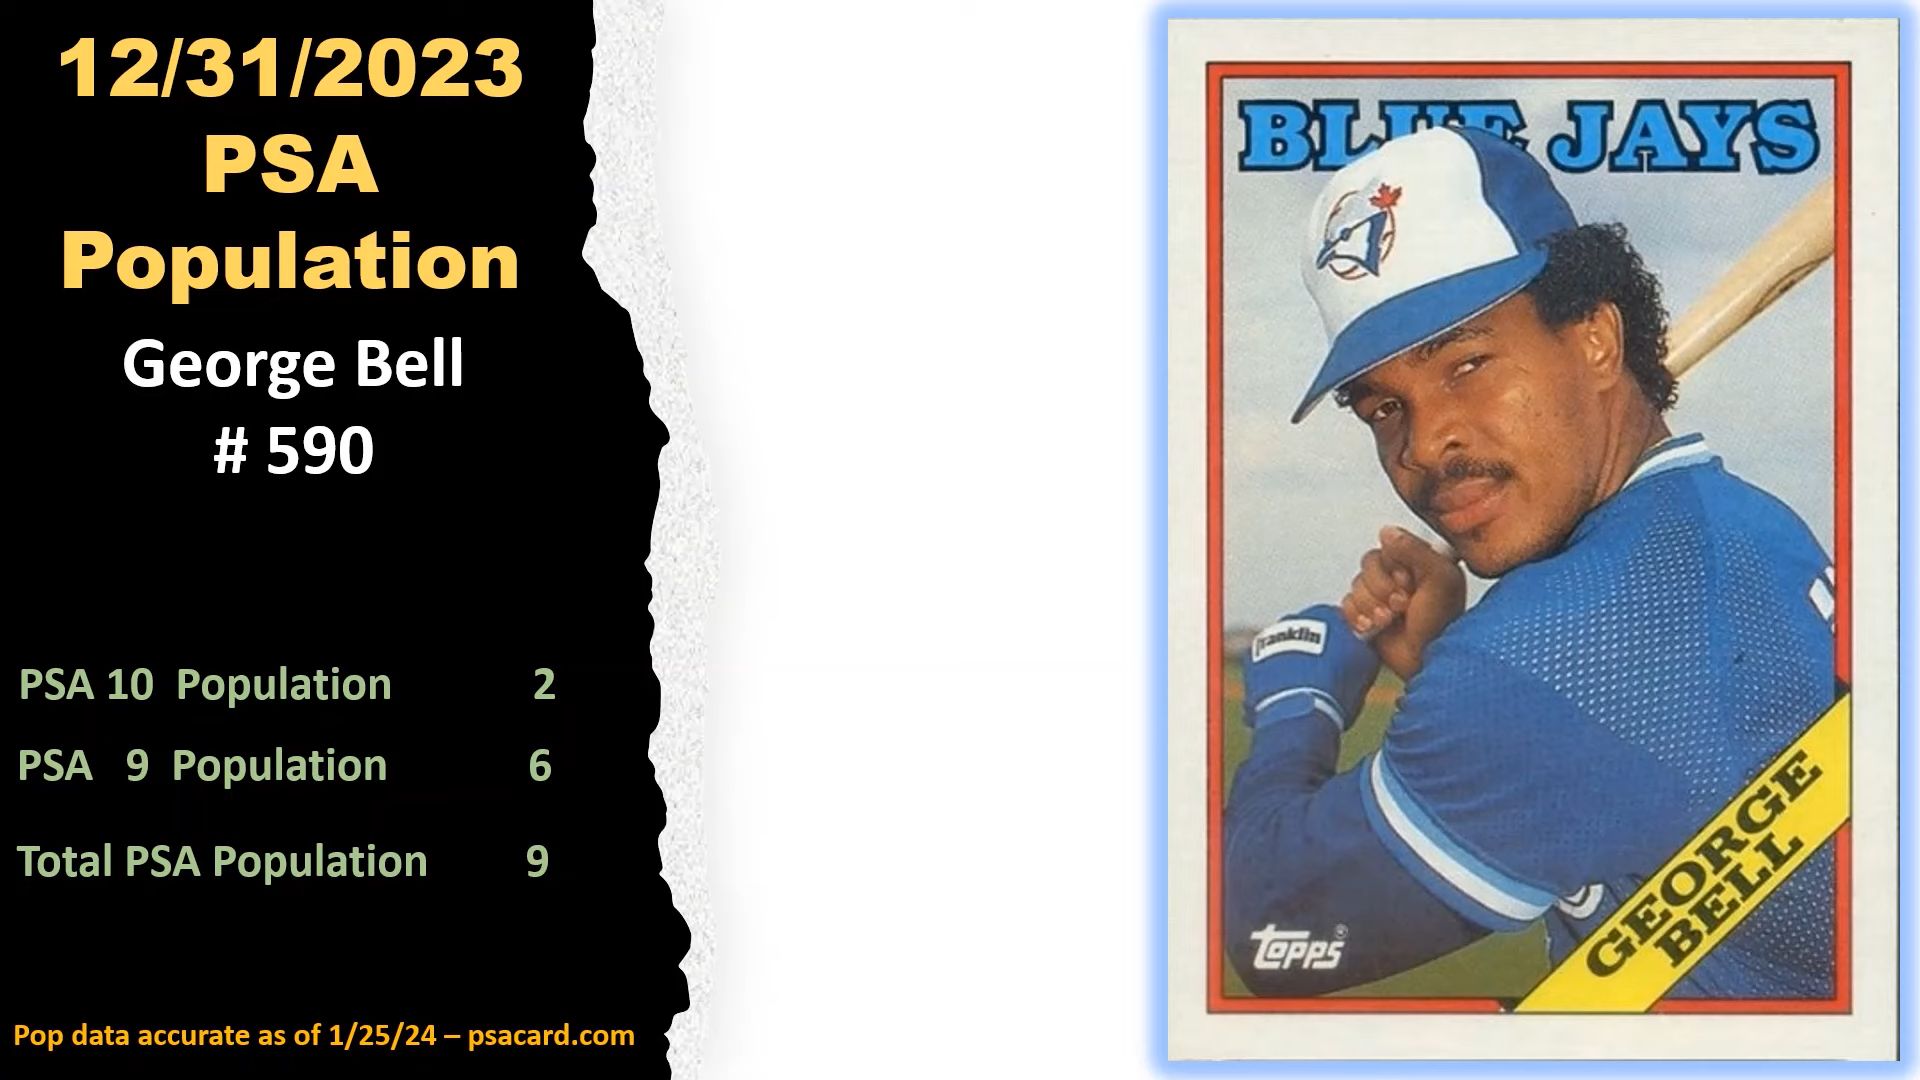 12/31/2023
PSA
Population
George Bell
# 590
PSA 10 Population 2
PSA 9 Population 6
Total PSA Population 9
Pop data accurate as of 1/25/24 – psacard.com
BLUE JAYS
Franklin
topps®
GEORGE
BELL